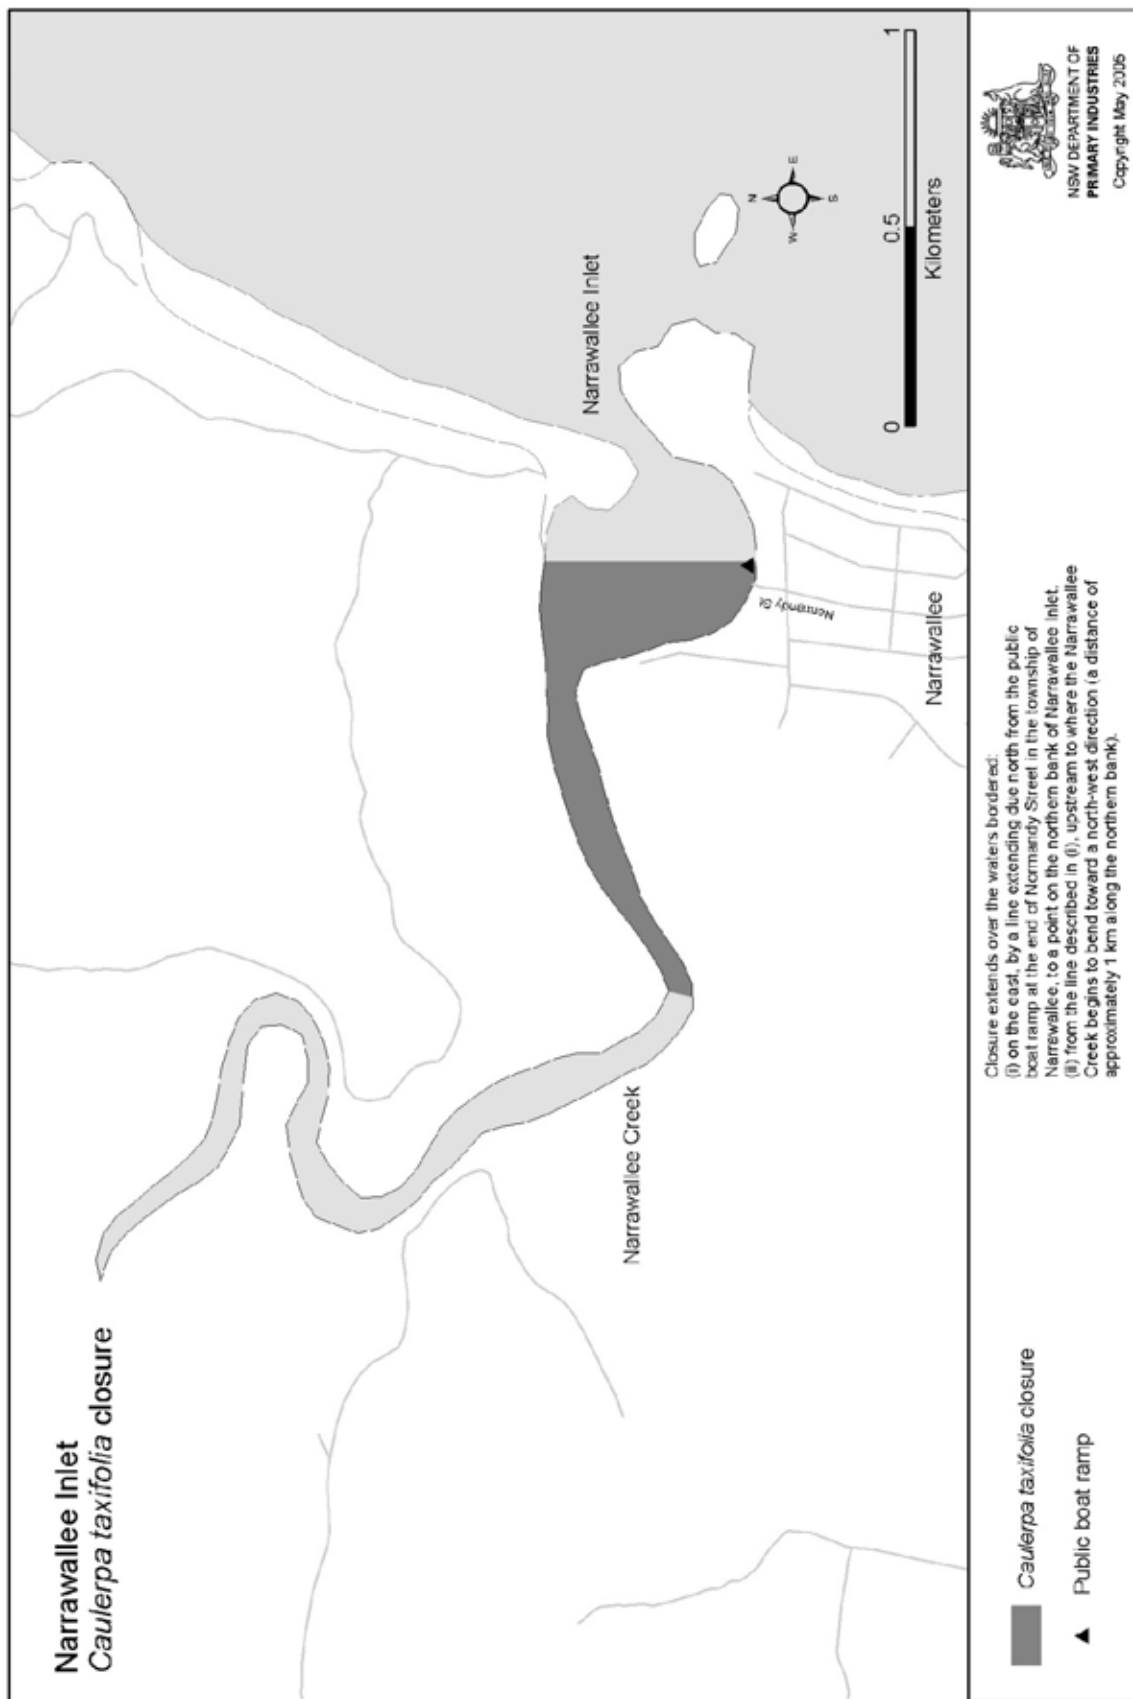 Narrawallee Inlet
Caulerpa taxifolia closure
Narrawallee Inlet
N
W
E
S
Narrawallee Creek
Normandy St
Narrawallee
0
0.5
1
Kilometers
Caulerpa taxifolia closure
Public boat ramp
Closure extends over the waters bordered:
(i) on the east, by a line extending due north from the public
boat ramp at the end of Normandy Street in the township of
Narrawallee, to a point on the northern bank of Narrawallee Inlet.
(ii) from the line described in (i), upstream to where the Narrawallee
Creek begins to bend toward a north-west direction (a distance of
approximately 1 km along the northern bank).
NSW DEPARTMENT OF
PRIMARY INDUSTRIES
Copyright May 2006